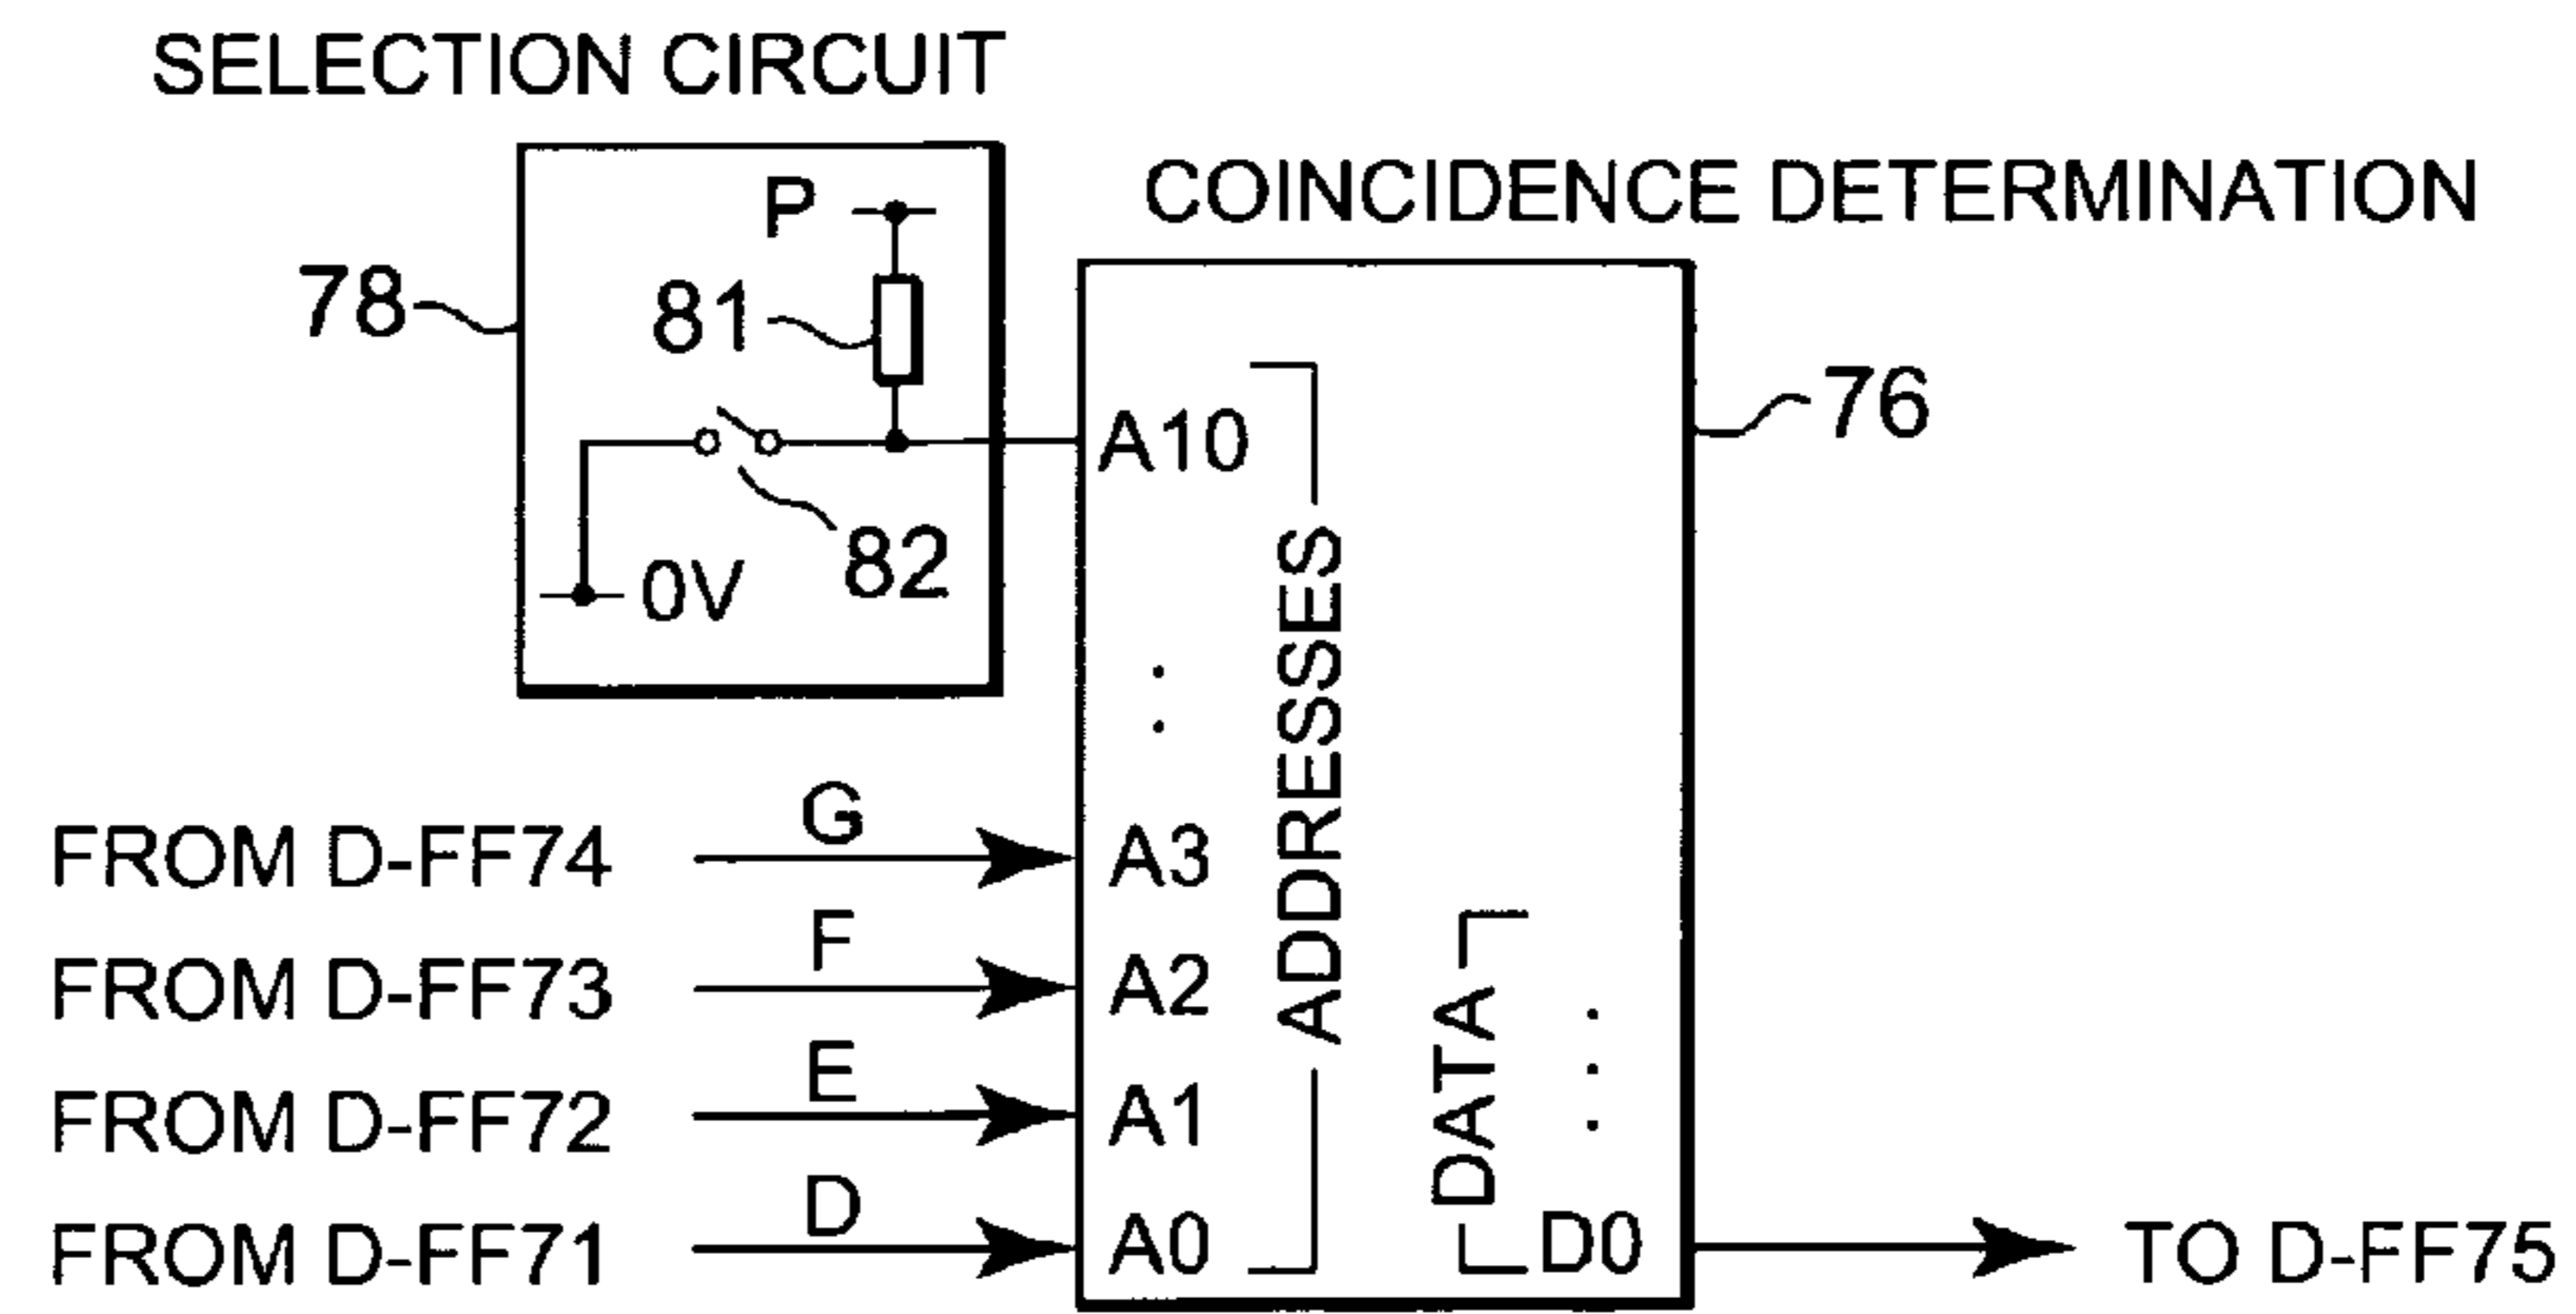 SELECTION CIRCUIT
COINCIDENCE DETERMINATION
P
78
81
76
A10
82
0V
ADDRESSES
FROM D-FF74
G
A3
FROM D-FF73
F
A2
DATA
FROM D-FF72
E
A1
FROM D-FF71
D
A0
D0
TO D-FF75